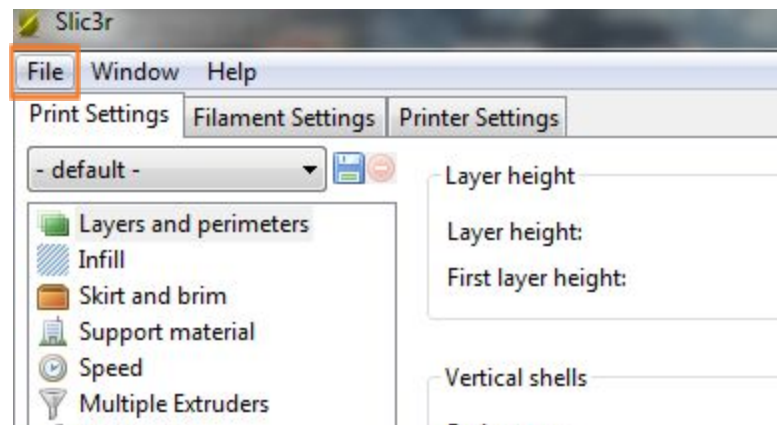 Slic3r
File Window Help
Print Settings Filament Settings Printer Settings
- default -
Layers and perimeters
Infill
Skirt and brim
Support material
Speed
Multiple Extruders
Layer height
Layer height:
First layer height:
Vertical shells